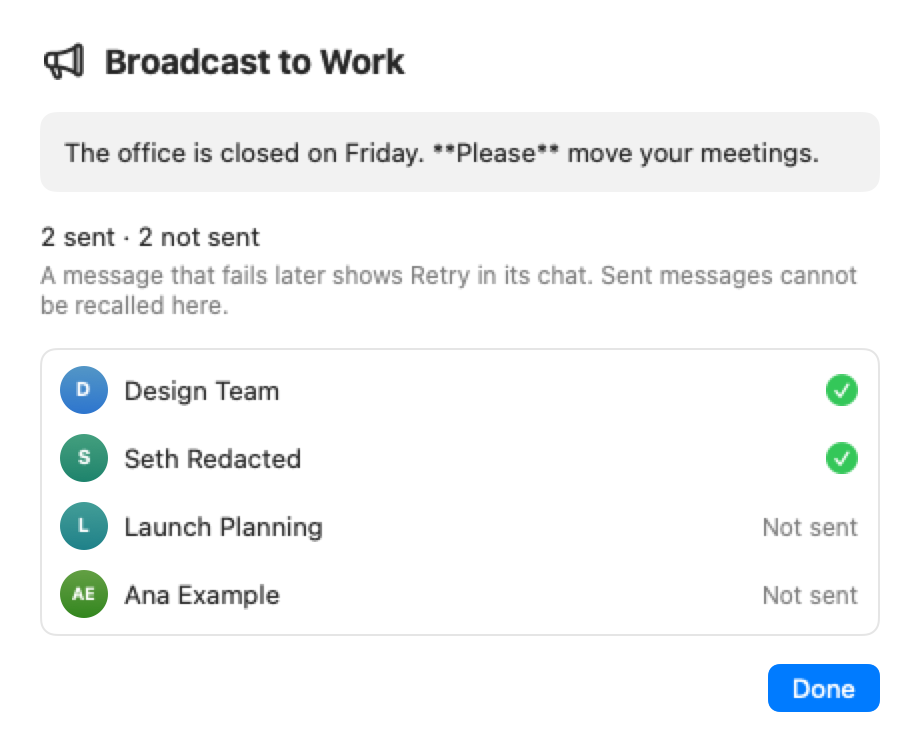 Broadcast to Work
The office is closed on Friday. **Please** move your meetings.
2 sent · 2 not sent
A message that fails later shows Retry in its chat. Sent messages cannot
be recalled here.
D Design Team
S Seth Redacted
L Launch Planning Not sent
AE Ana Example Not sent
Done